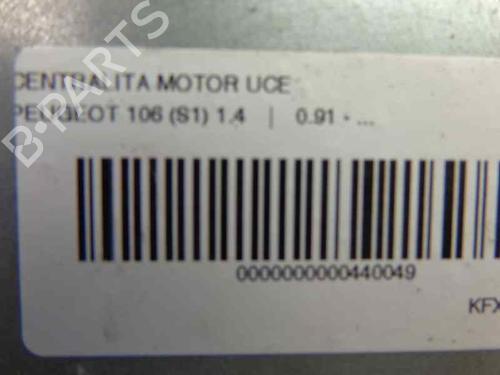 CENTRALITA MOTOR UCE
PEUGEOT 106 (S1) 1.4 | 0.91 - ...
0000000000440049
KFX
B-PARTS